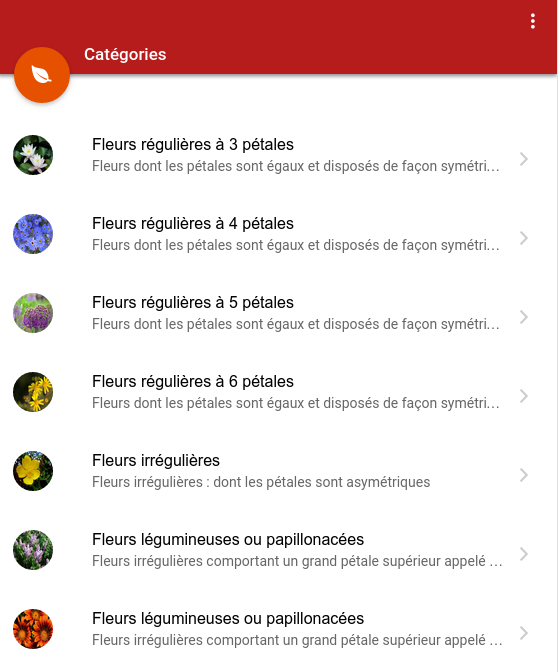 Catégories
Fleurs régulières à 3 pétales
Fleurs dont les pétales sont égaux et disposés de façon symétri...
Fleurs régulières à 4 pétales
Fleurs dont les pétales sont égaux et disposés de façon symétri...
Fleurs régulières à 5 pétales
Fleurs dont les pétales sont égaux et disposés de façon symétri...
Fleurs régulières à 6 pétales
Fleurs dont les pétales sont égaux et disposés de façon symétri...
Fleurs irrégulières
Fleurs irrégulières : dont les pétales sont asymétriques
Fleurs légumineuses ou papillonacées
Fleurs irrégulières comportant un grand pétale supérieur appelé ...
Fleurs légumineuses ou papillonacées
Fleurs irrégulières comportant un grand pétale supérieur appelé ...